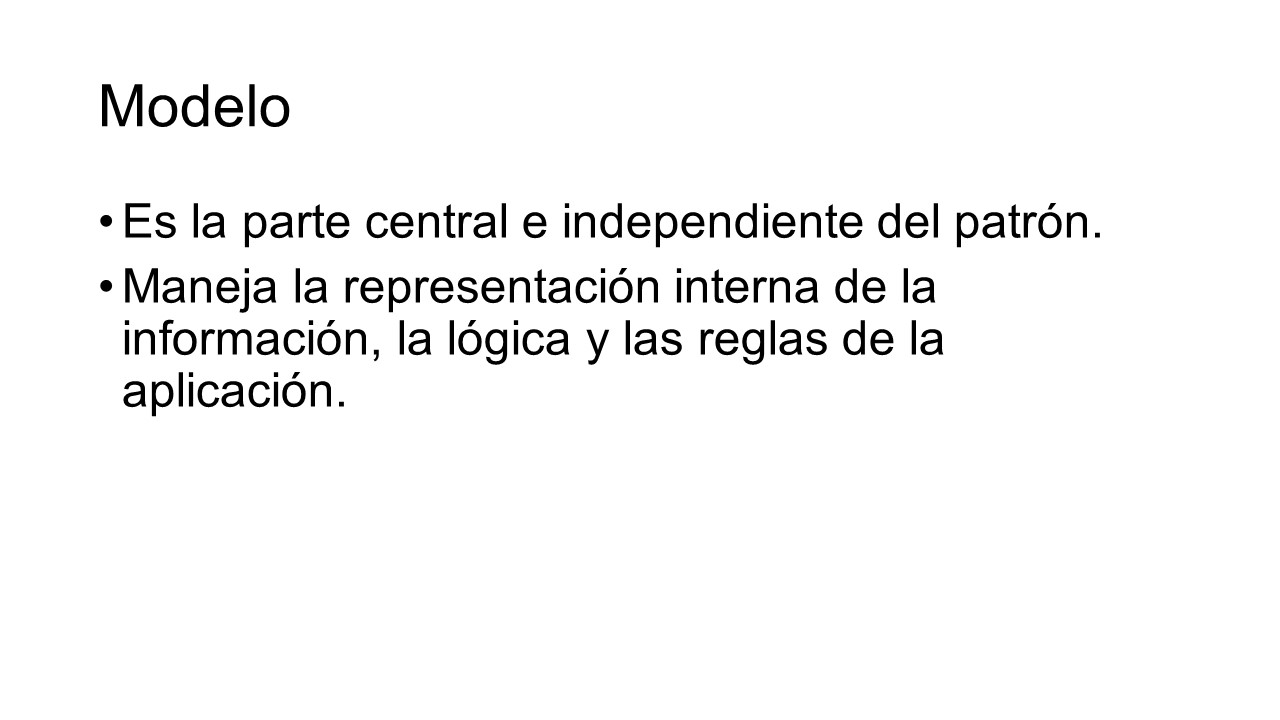 Modelo
• Es la parte central e independiente del patrón.
• Maneja la representación interna de la
información, la lógica y las reglas de la
aplicación.